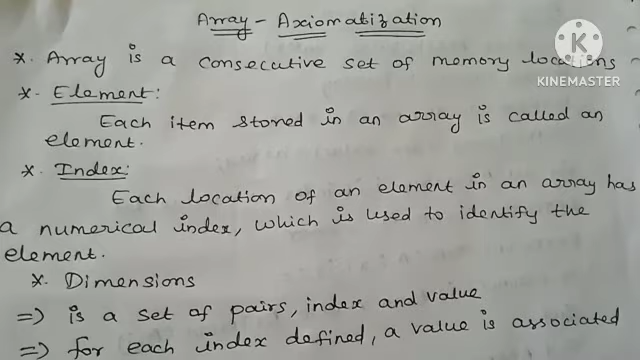 Array - Axiomatization
*. Array is a consecutive set of memory locations
*. Element:
Each item stored in an array is called an
element.
*. Index:
Each location of an element in an array has
a numerical index, which is used to identify the
element.
*. Dimensions
=> is a set of pairs, index and value
=> for each index defined, a value is associated
K
KINEMASTER